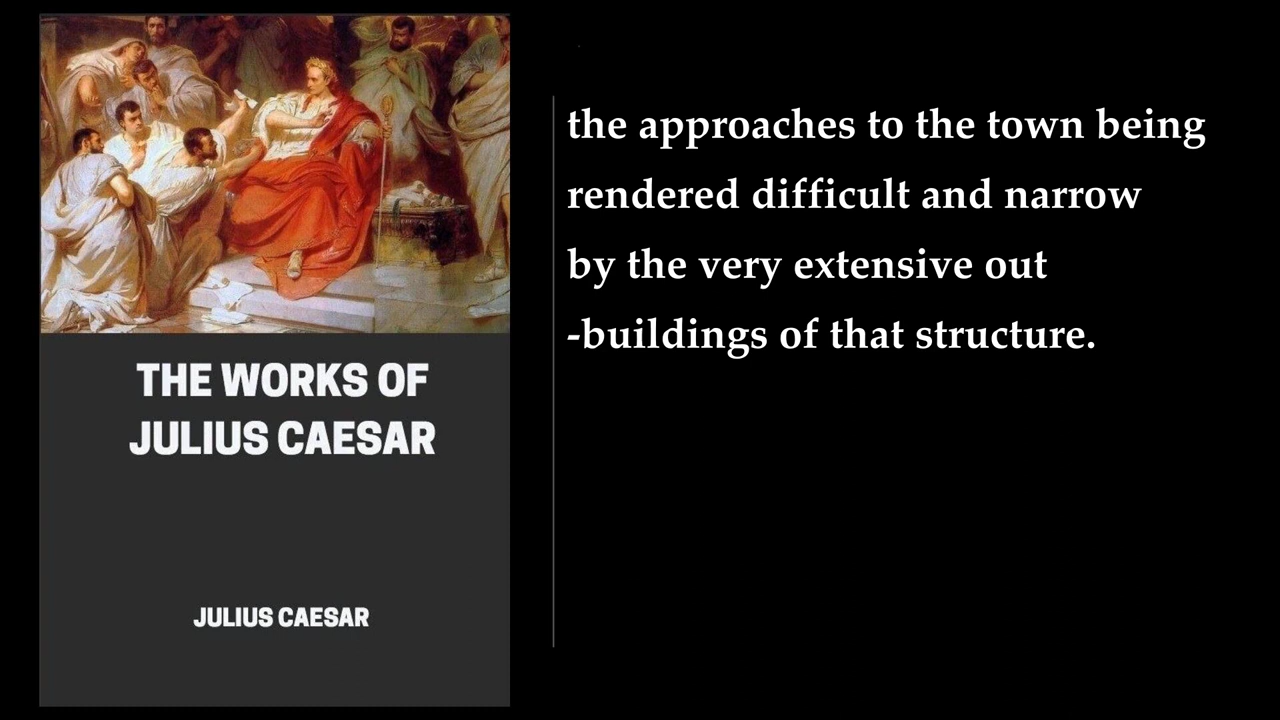 THE WORKS OF
JULIUS CAESAR
JULIUS CAESAR
the approaches to the town being
rendered difficult and narrow
by the very extensive out
-buildings of that structure.